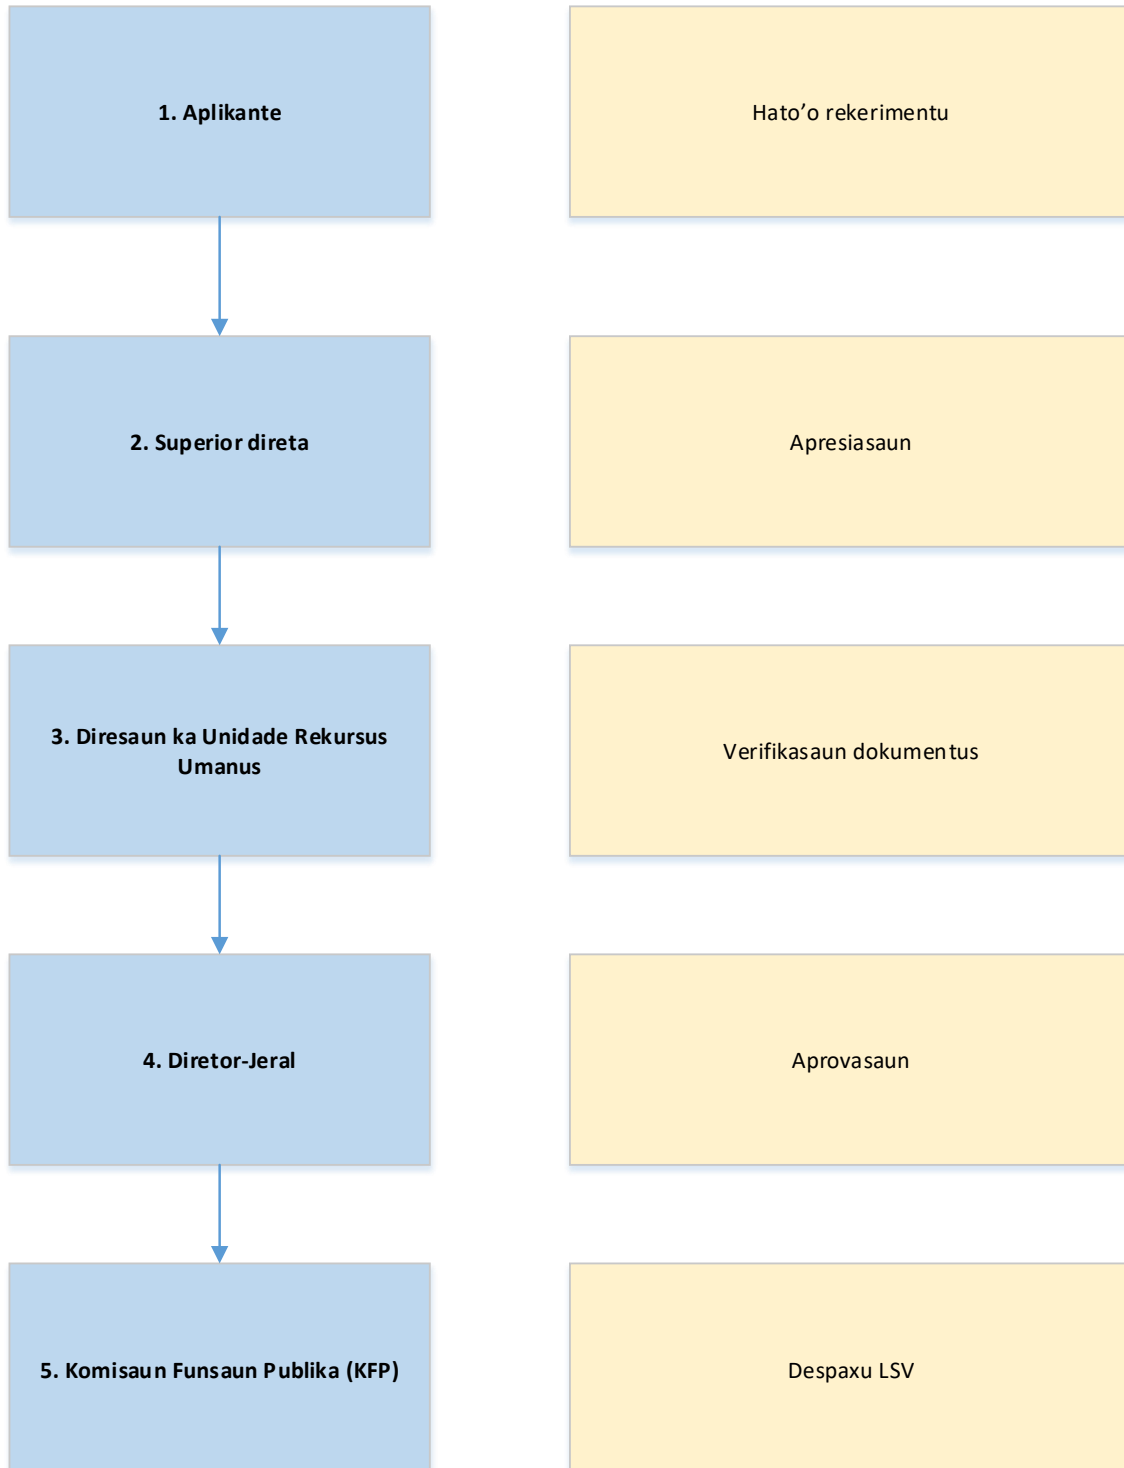 1. Aplikante
Hato’o rekerimentu
2. Superior direta
Apresiasaun
3. Diresaun ka Unidade Rekursus
Umanus
Verifikasaun dokumentus
4. Diretor-Jeral
Aprovasaun
5. Komisaun Funsaun Publika (KFP)
Despaxu LSV